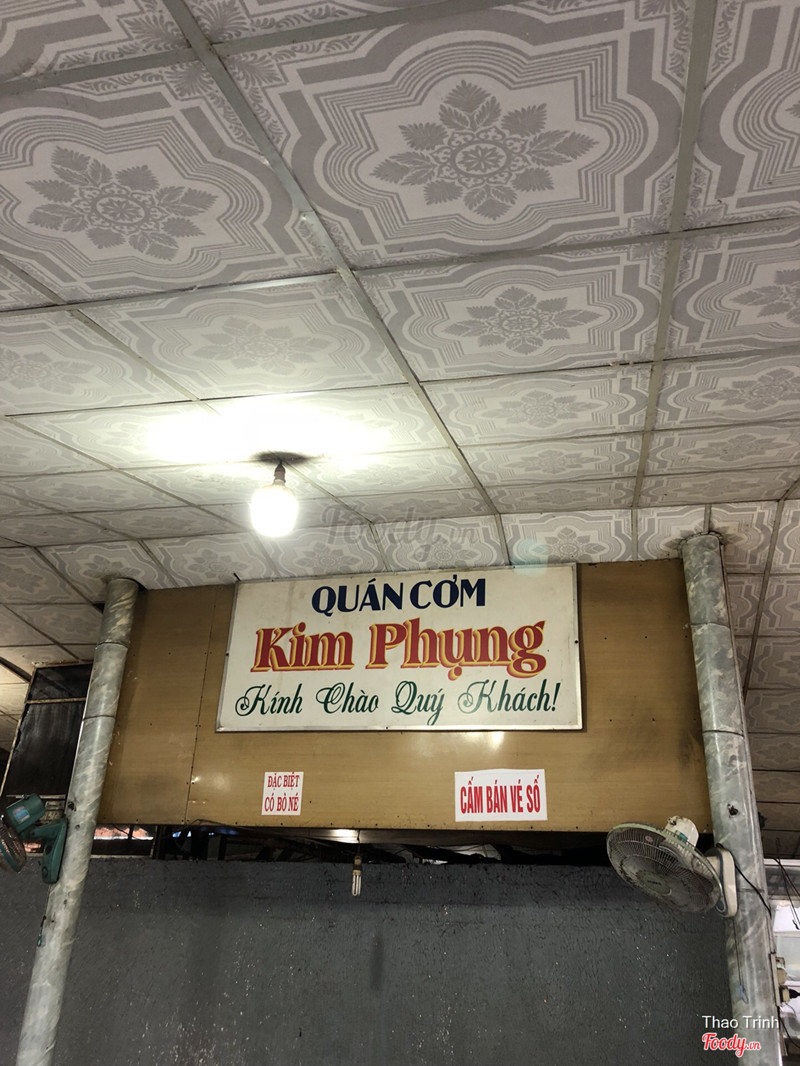 Foody.vn
QUÁN CƠM
Kim Phụng
Kính Chào Quý Khách!
ĐẶC BIỆT
CÓ BÒ NÉ
CẤM BÁN VÉ SỐ
Thao Trinh
Foody.vn